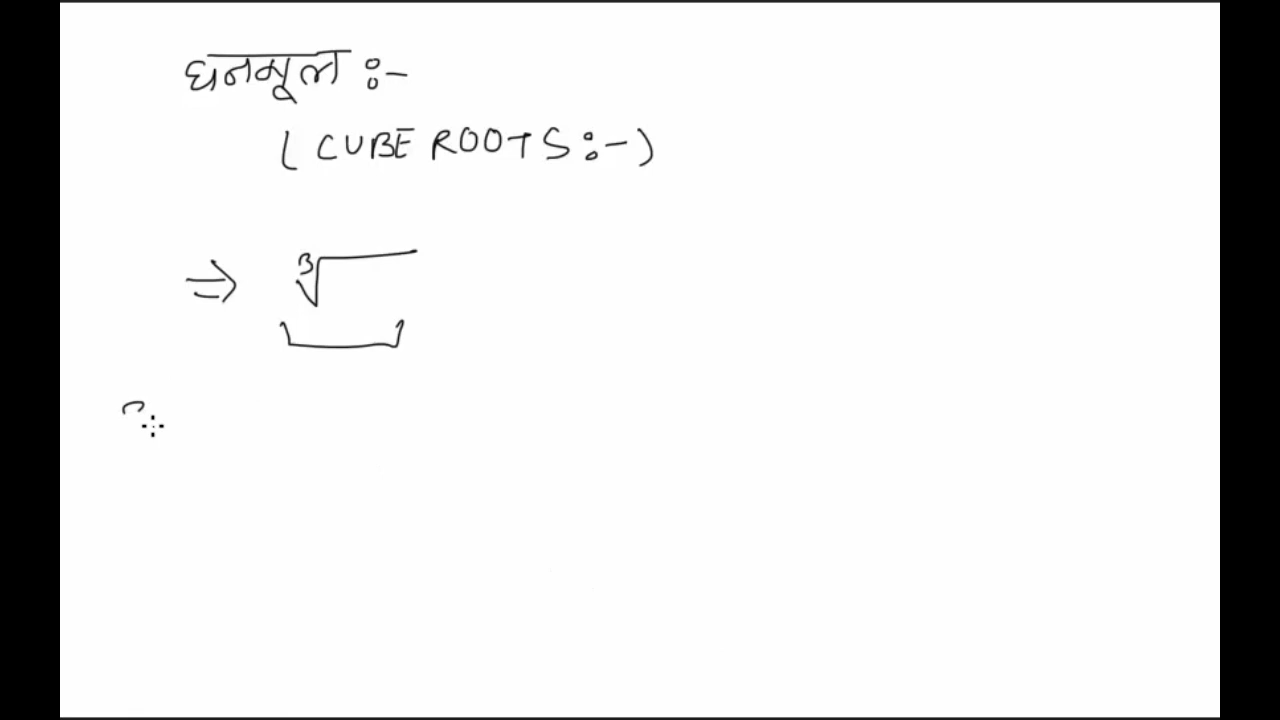 घनमूल :-
( CUBE ROOTS :- )
⇒ ∛